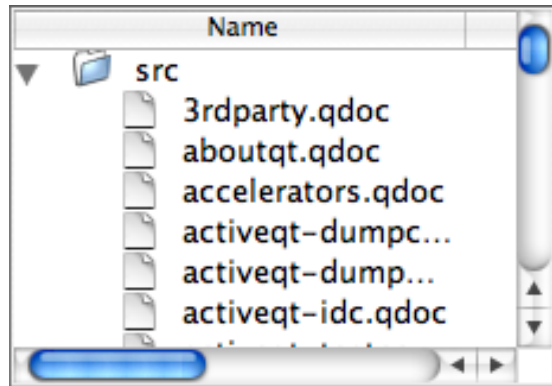 Name
src
3rdparty.qdoc
aboutqt.qdoc
accelerators.qdoc
activeqt-dumpc...
activeqt-dump...
activeqt-idc.qdoc